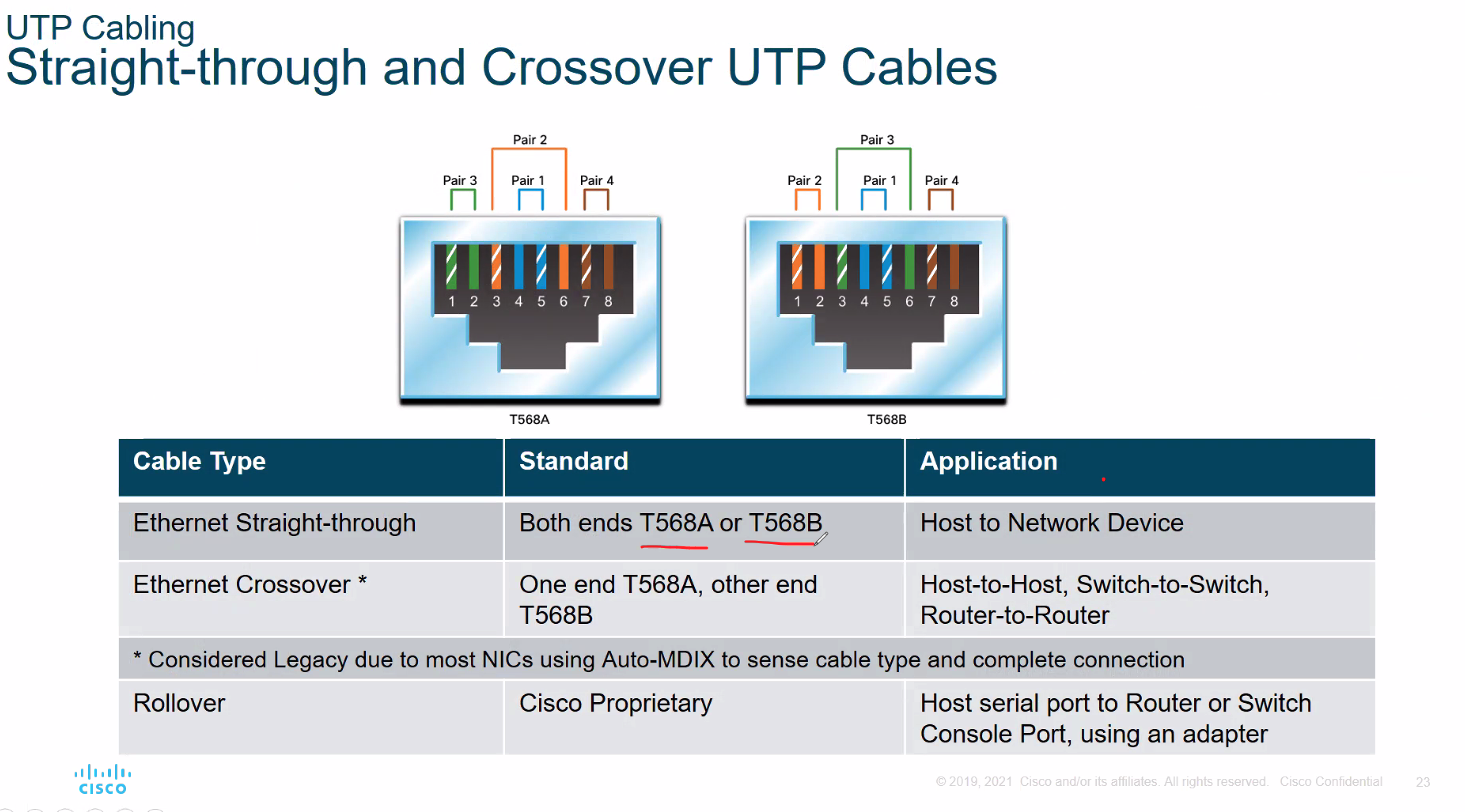 UTP Cabling
Straight-through and Crossover UTP Cables
Pair 2
Pair 3 Pair 1 Pair 4
1 2 3 4 5 6 7 8
T568A
Pair 3
Pair 2 Pair 1 Pair 4
1 2 3 4 5 6 7 8
T568B
Cable Type Standard Application
Ethernet Straight-through Both ends T568A or T568B Host to Network Device
Ethernet Crossover * One end T568A, other end T568B Host-to-Host, Switch-to-Switch, Router-to-Router
* Considered Legacy due to most NICs using Auto-MDIX to sense cable type and complete connection
Rollover Cisco Proprietary Host serial port to Router or Switch Console Port, using an adapter
CISCO
© 2019, 2021 Cisco and/or its affiliates. All rights reserved. Cisco Confidential 23